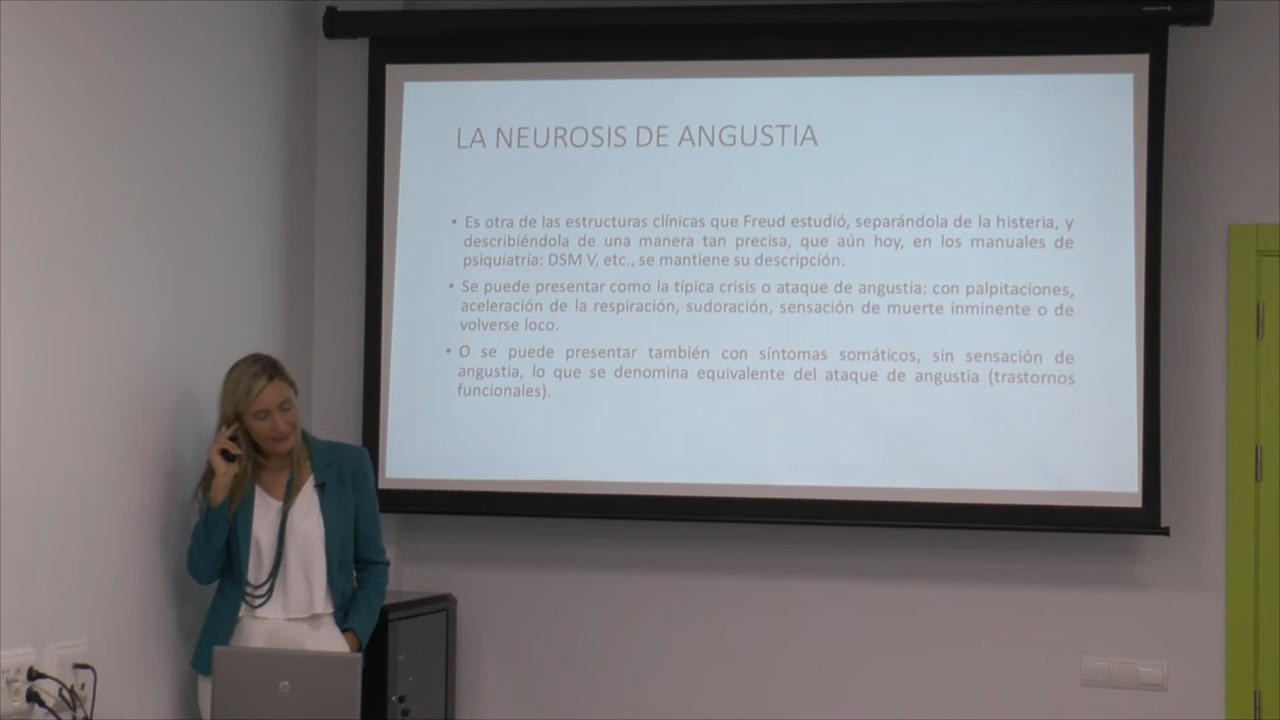 LA NEUROSIS DE ANGUSTIA
• Es otra de las estructuras clínicas que Freud estudió, separándola de la histeria, y
describiéndola de una manera tan precisa, que aún hoy, en los manuales de
psiquiatría: DSM V, etc., se mantiene su descripción.
• Se puede presentar como la típica crisis o ataque de angustia: con palpitaciones,
aceleración de la respiración, sudoración, sensación de muerte inminente o de
volverse loco.
• O se puede presentar también con síntomas somáticos, sin sensación de
angustia, lo que se denomina equivalente del ataque de angustia (trastornos
funcionales).
hp